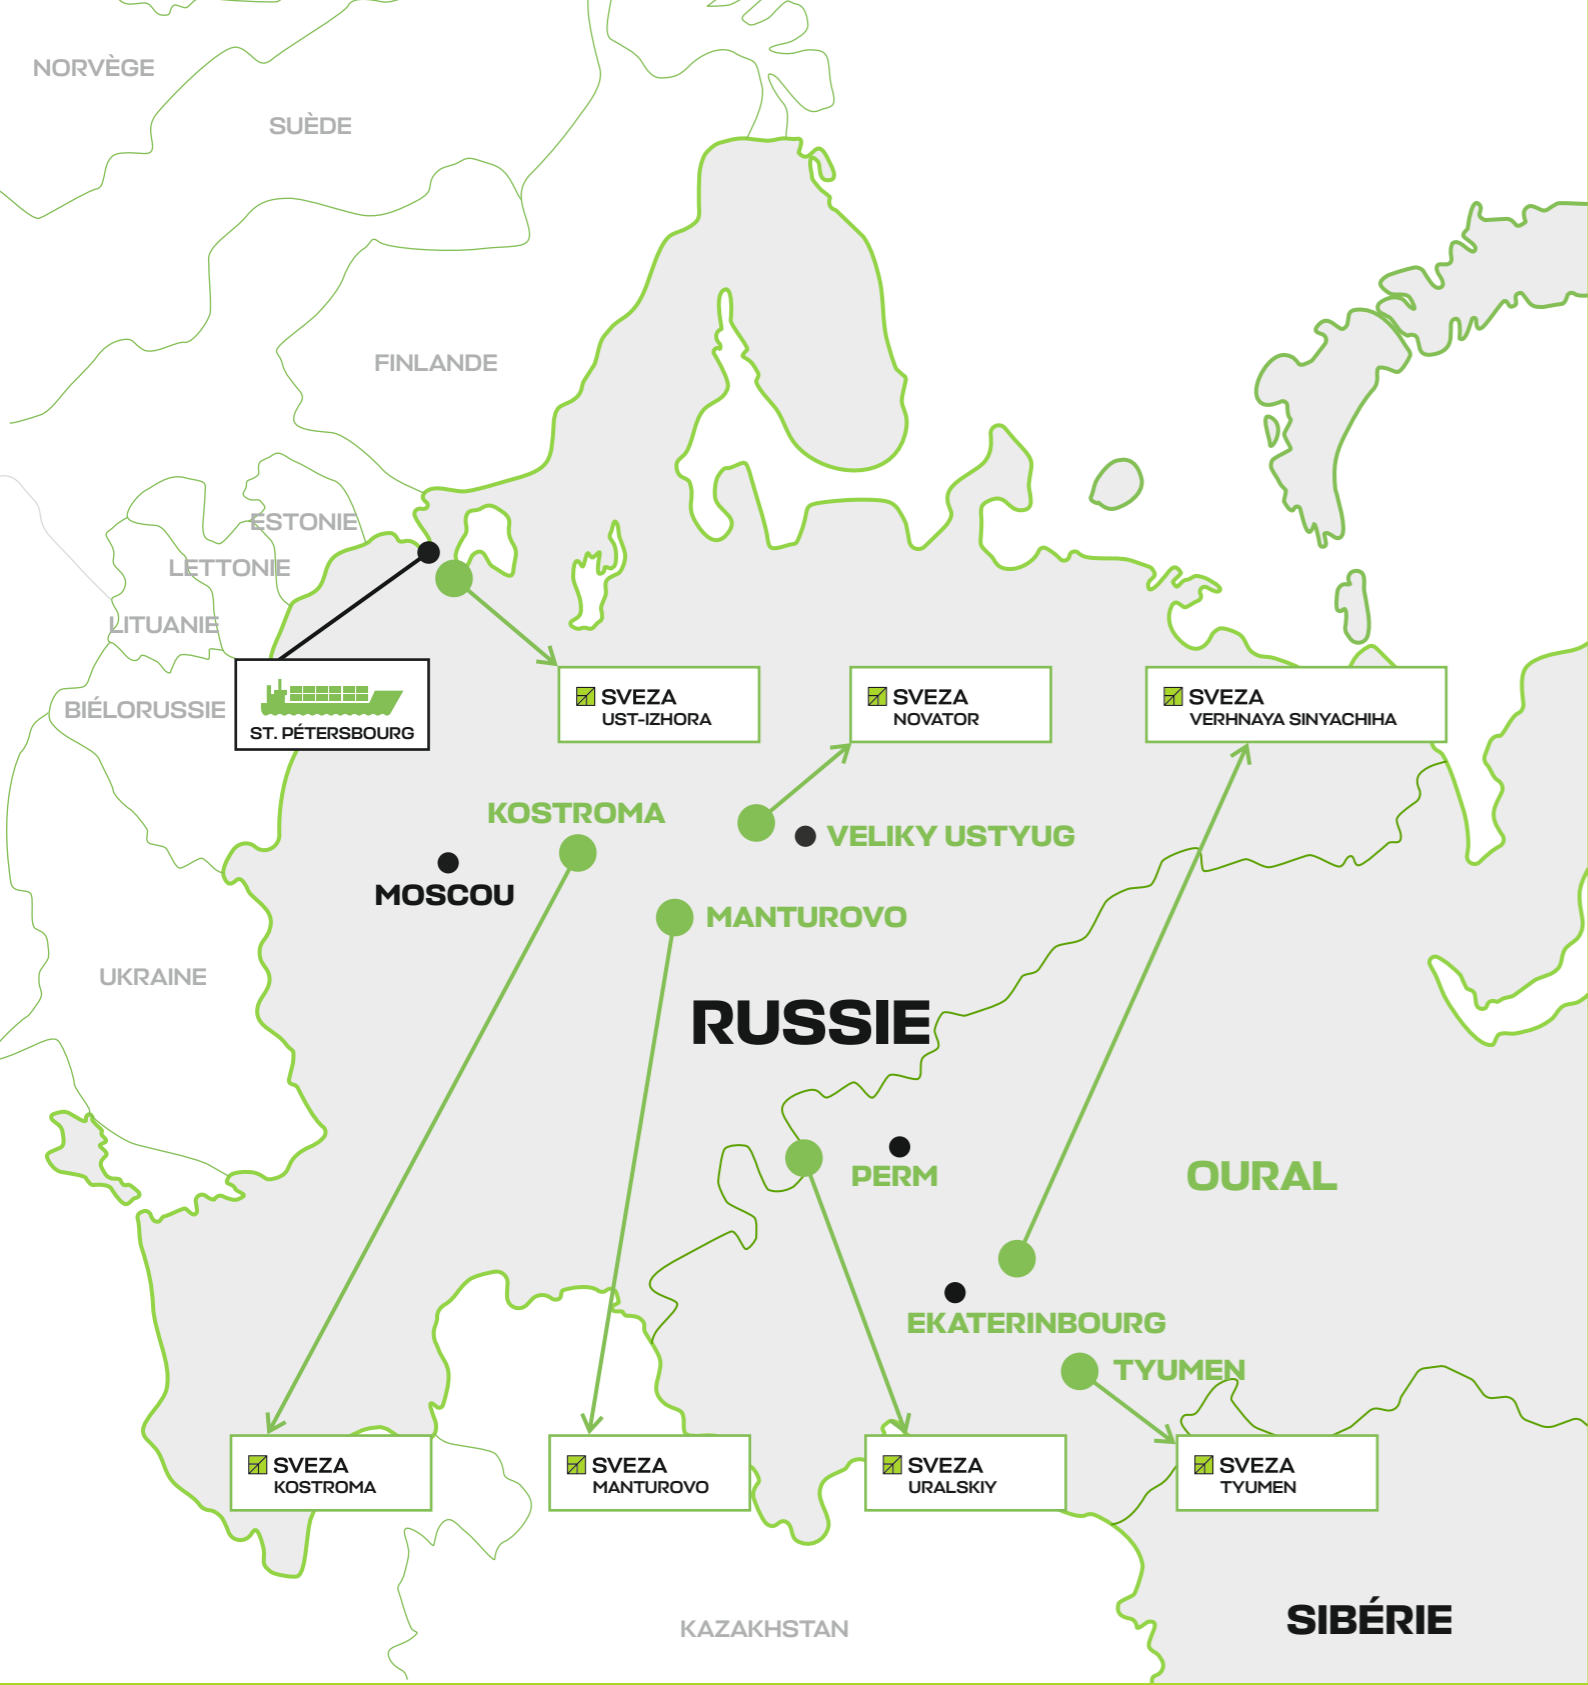 NORVÈGE
SUÈDE
FINLANDE
ESTONIE
LETTONIE
LITUANIE
BIÉLORUSSIE
ST. PÉTERSBOURG
SVEZA
UST-IZHORA
SVEZA
NOVATOR
SVEZA
VERHNAYA SINYACHIHA
KOSTROMA
VELIKY USTYUG
MOSCOU
MANTUROVO
UKRAINE
RUSSIE
PERM
OURAL
EKATERINBOURG
TYUMEN
SVEZA
KOSTROMA
SVEZA
MANTUROVO
SVEZA
URALSKIY
SVEZA
TYUMEN
SIBÉRIE
KAZAKHSTAN